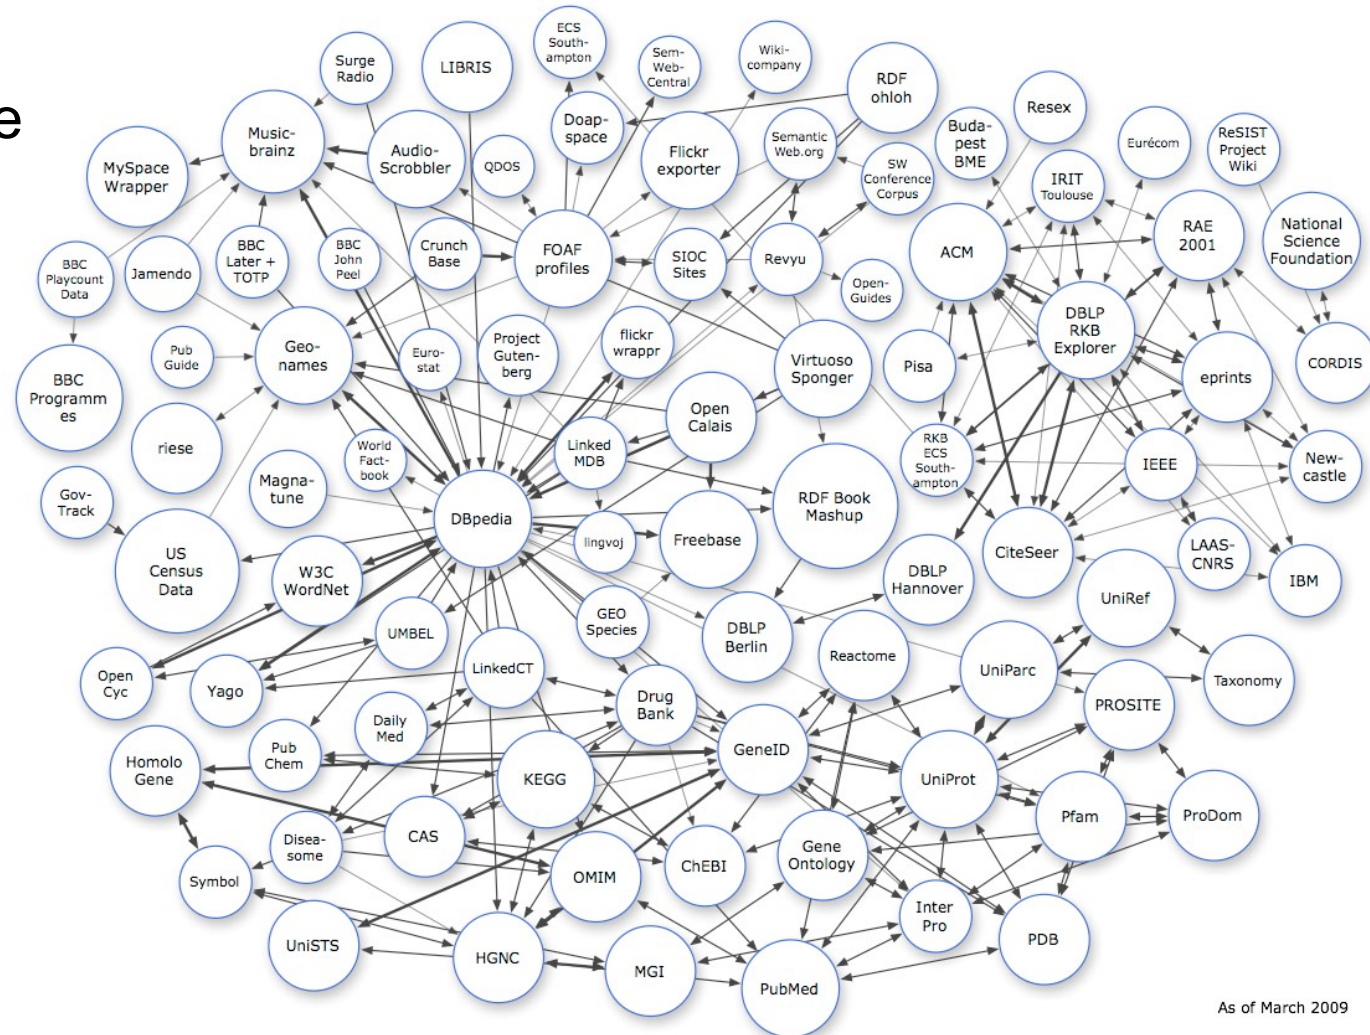 e
ECS
South-
ampton
Surge
Radio
LIBRIS
Sem-
Web-
Central
Wiki-
company
RDF
ohloh
Resex
Music-
brainz
Doap-
space
MySpace
Wrapper
Audio-
Scrobbler
QDOS
Flickr
exporter
Semantic
Web.org
SW
Conference
Corpus
Buda-
pest
BME
Eurécom
ReSIST
Project
Wiki
IRIT
Toulouse
RAE
2001
National
Science
Foundation
BBC
Playcount
Data
Jamendo
BBC
Later +
TOTP
BBC
John
Peel
Crunch
Base
FOAF
profiles
SIOC
Sites
Revyu
Open-
Guides
ACM
DBLP
RKB
Explorer
Pub
Guide
Geo-
names
Euro-
stat
Project
Guten-
berg
flickr
wrappr
Virtuoso
Sponger
Pisa
eprints
CORDIS
BBC
Programm
es
riese
World
Fact-
book
Linked
MDB
Open
Calais
RKB
ECS
South-
ampton
IEEE
New-
castle
Gov-
Track
Magna-
tune
DBpedia
RDF Book
Mashup
US
Census
Data
W3C
WordNet
lingvoj
Freebase
DBLP
Hannover
CiteSeer
LAAS-
CNRS
IBM
UMBEL
GEO
Species
DBLP
Berlin
Reactome
UniRef
Open
Cyc
Yago
LinkedCT
UniParc
Taxonomy
Daily
Med
Drug
Bank
PROSITE
Homolo
Gene
Pub
Chem
KEGG
GeneID
UniProt
Pfam
ProDom
Disea-
some
CAS
Symbol
OMIM
ChEBI
Gene
Ontology
Inter
Pro
UniSTS
HGNC
MGI
PubMed
PDB
As of March 2009